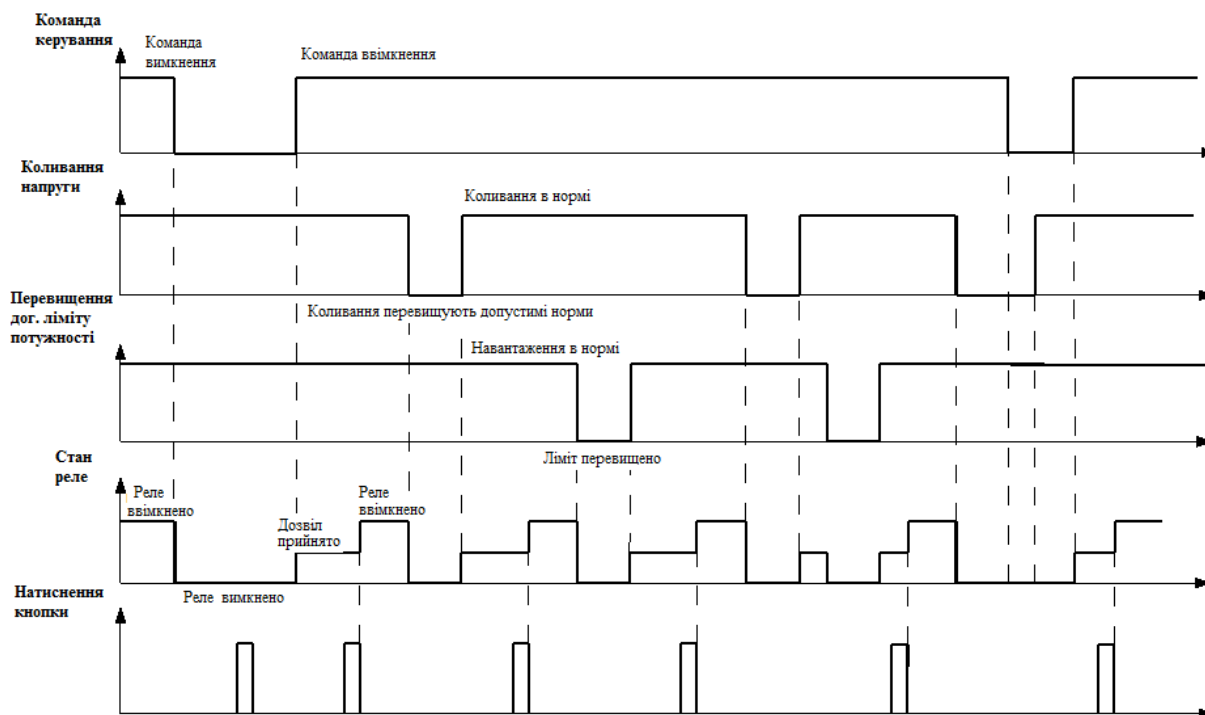 Команда
керування
Команда
вимкнення
Команда ввімкнення
Коливання
напруги
Коливання в нормі
Перевищення
дог. ліміту
потужності
Коливання перевищують допустимі норми
Навантаження в нормі
Стан
реле
Ліміт перевищено
Реле
ввімкнено
Реле
ввімкнено
Дозвіл
прийнято
Натиснення
кнопки
Реле вимкнено